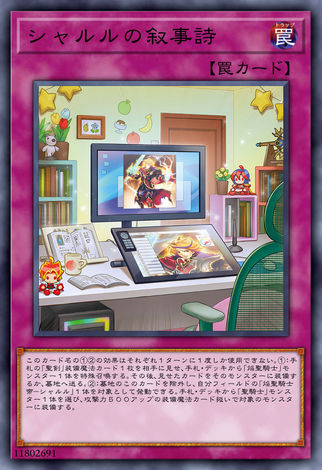 シャルルの叙事詩
トラップ
罠
【罠カード】
このカード名の①②の効果はそれぞれ1ターンに1度しか使用できない。①：手
札の「聖剣」装備魔法カード1枚を相手に見せ、手札・デッキから「焔聖騎士」モ
ンスター1体を特殊召喚する。その後、見せたカードをそのモンスターに装備す
るか、墓地へ送る。②：墓地のこのカードを除外し、自分フィールドの「焔聖騎士
帝－シャルル」1体を対象として発動できる。手札・デッキから「聖騎士」モンス
ター1体を選び、攻撃力500アップの装備魔法カード扱いで対象のモンスター
に装備する。
11802691